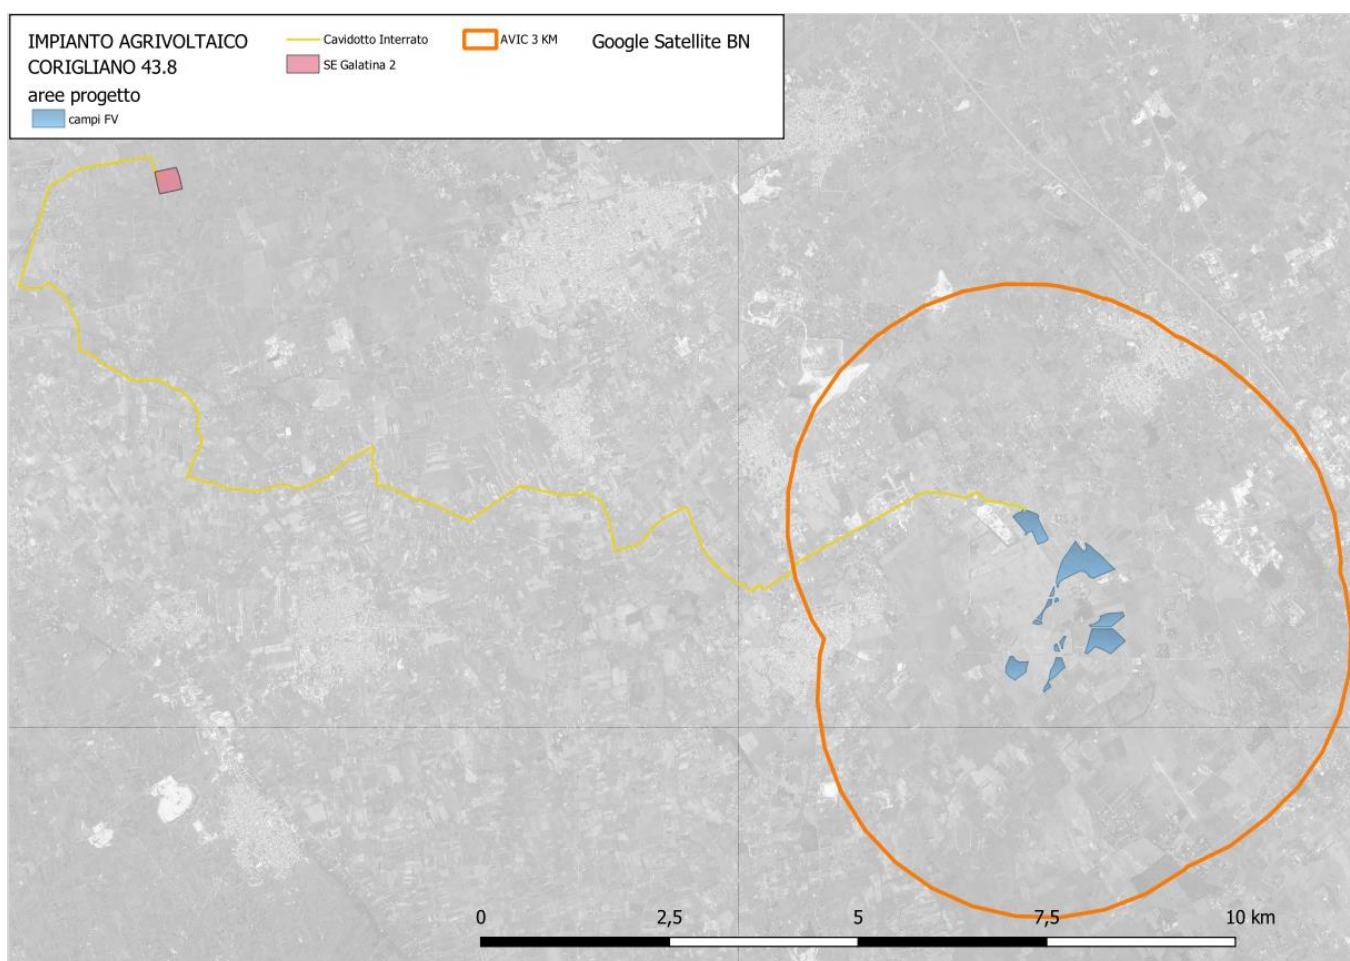 IMPIANTO AGRIVOLTAICO
CORIGLIANO 43.8
aree progetto
campi FV
Cavidotto Interrato
SE Galatina 2
AVIC 3 KM
Google Satellite BN
0 2,5 5 7,5 10 km